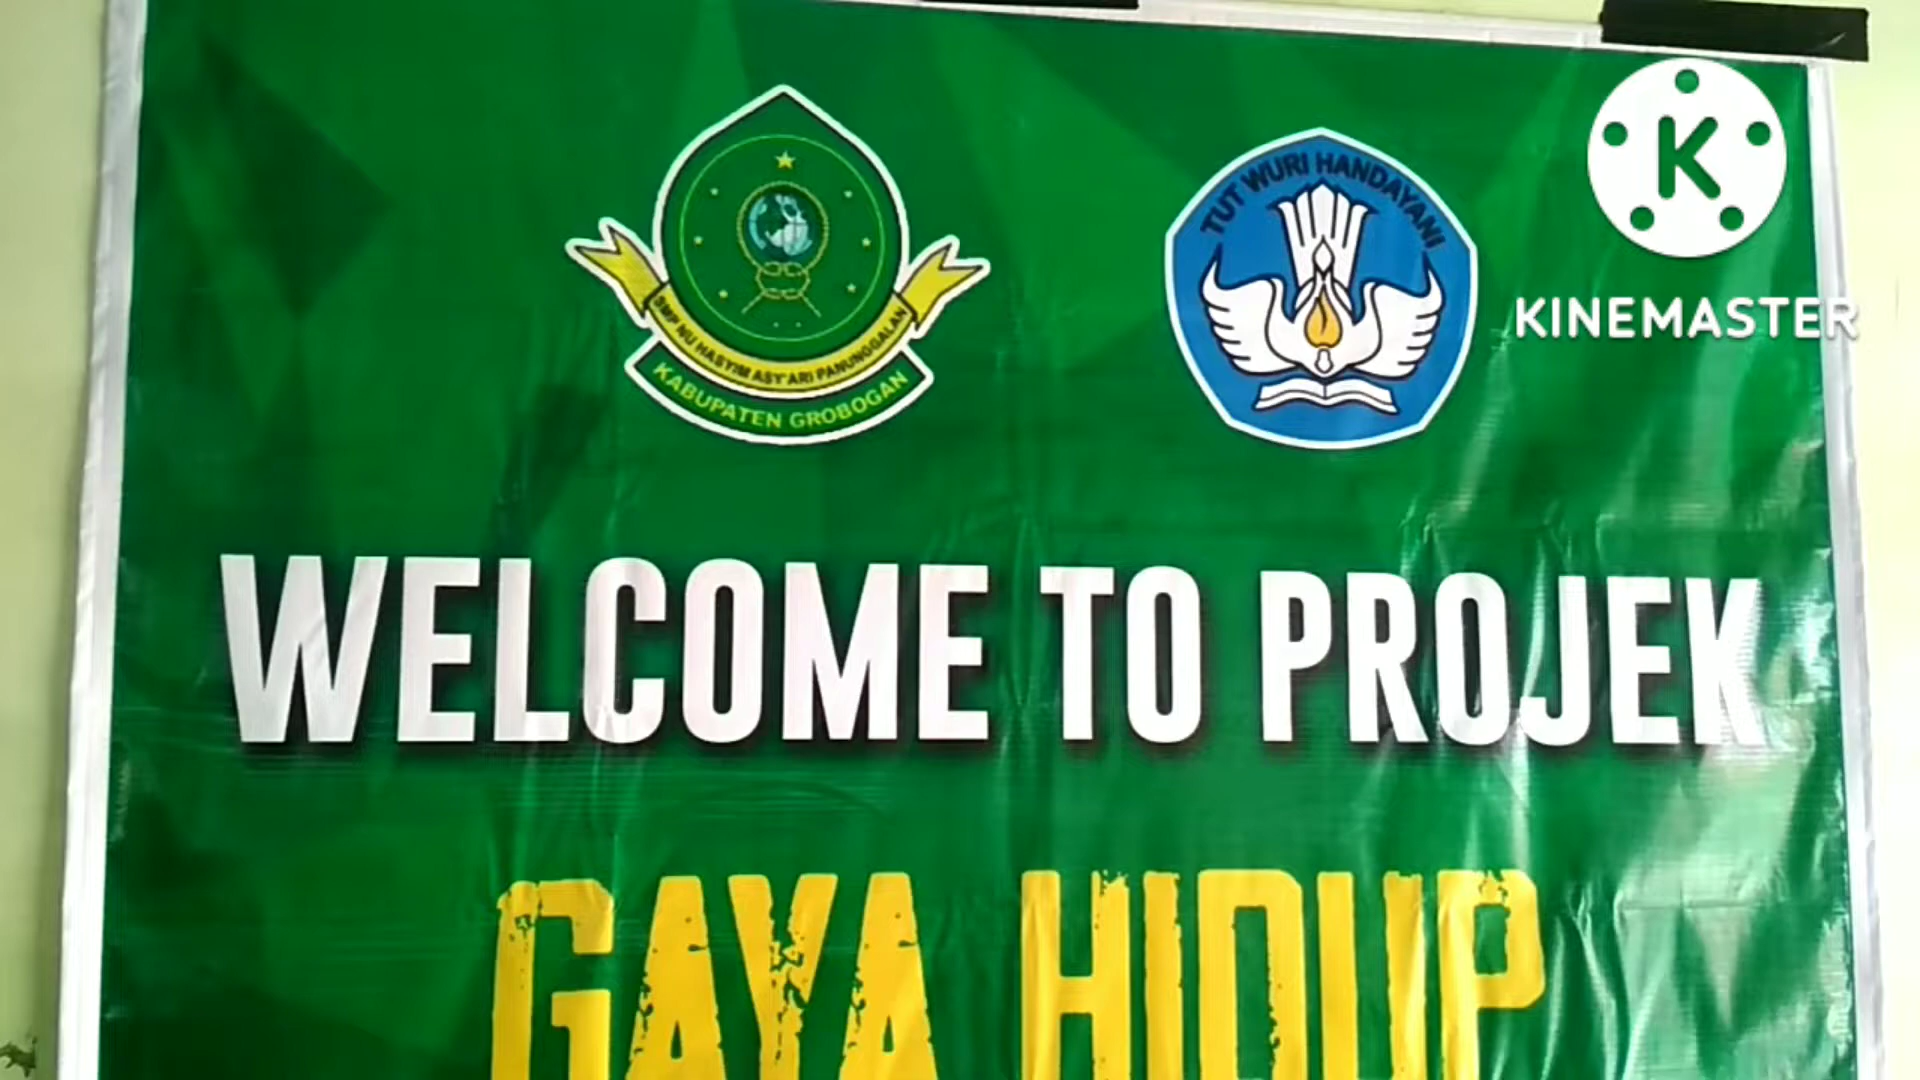 TUT WURI HANDAYANI
K
KINEMASTER
SMP NU HASYIM ASY'ARI PANUNGGALAN
KABUPATEN GROBOGAN
WELCOME TO PROJEK
GAYA HIDUP